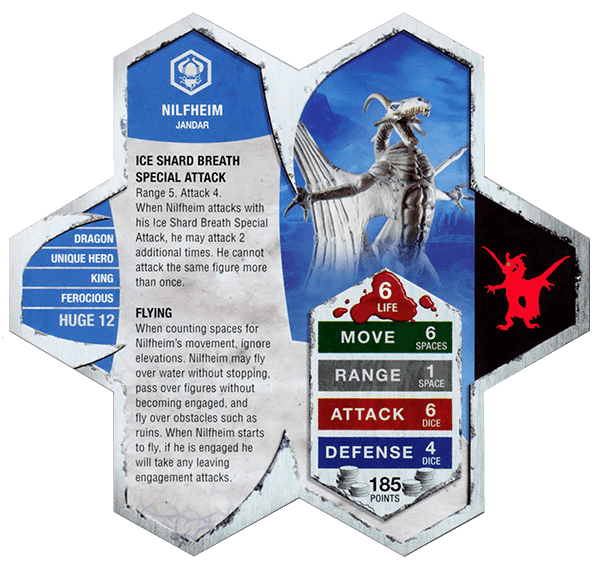 NILFHEIM
JANDAR
ICE SHARD BREATH
SPECIAL ATTACK
Range 5. Attack 4.
When Nilfheim attacks with
his Ice Shard Breath Special
Attack, he may attack 2
additional times. He cannot
attack the same figure more
than once.
FLYING
When counting spaces for
Nilfheim's movement, ignore
elevations. Nilfheim may fly
over water without stopping,
pass over figures without
becoming engaged, and
fly over obstacles such as
ruins. When Nilfheim starts
to fly, if he is engaged he
will take any leaving
engagement attacks.
DRAGON
UNIQUE HERO
KING
FEROCIOUS
HUGE 12
6
LIFE
MOVE 6
SPACES
RANGE 1
SPACE
ATTACK 6
DICE
DEFENSE 4
DICE
185
POINTS